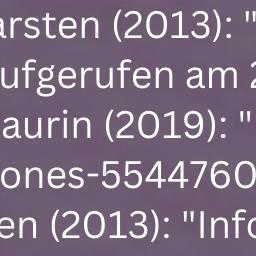 arsten (2013): "
ufgerufen am 2
aurin (2019): "
ones-5544760
en (2013): "Info